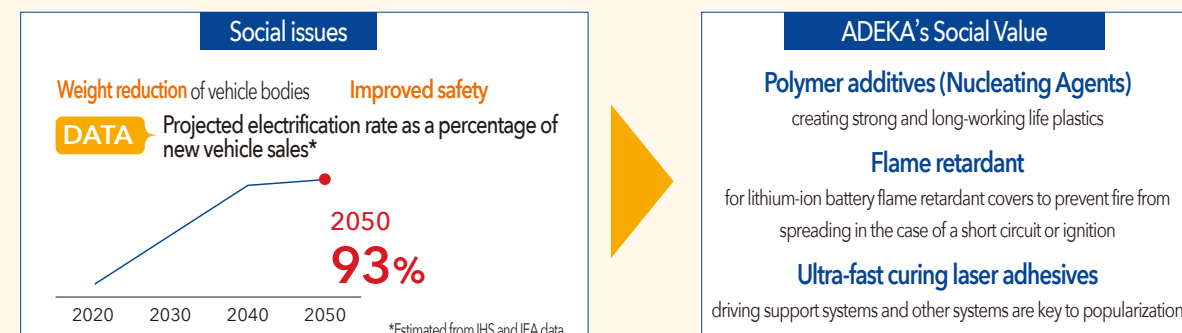 Social issues
Weight reduction of vehicle bodies
Improved safety
DATA
Projected electrification rate as a percentage of
new vehicle sales*
2050
93%
2020 2030 2040 2050
*Estimated from IHS and IEA data
ADEKA's Social Value
Polymer additives (Nucleating Agents)
creating strong and long-working life plastics
Flame retardant
for lithium-ion battery flame retardant covers to prevent fire from
spreading in the case of a short circuit or ignition
Ultra-fast curing laser adhesives
driving support systems and other systems are key to popularization